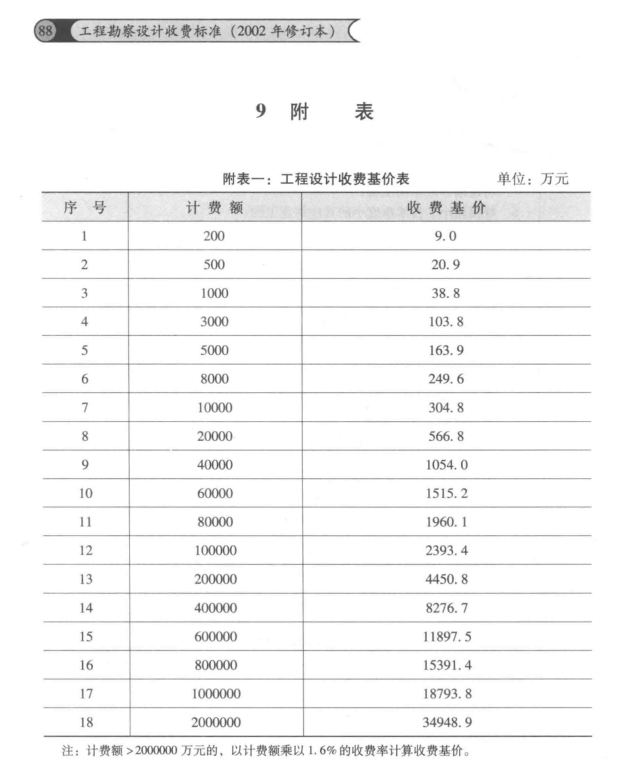 88 工程勘察设计收费标准（2002 年修订本）
9 附 表
附表一：工程设计收费基价表 单位：万元
序 号 计 费 额 收 费 基 价
1 200 9.0
2 500 20.9
3 1000 38.8
4 3000 103.8
5 5000 163.9
6 8000 249.6
7 10000 304.8
8 20000 566.8
9 40000 1054.0
10 60000 1515.2
11 80000 1960.1
12 100000 2393.4
13 200000 4450.8
14 400000 8276.7
15 600000 11897.5
16 800000 15391.4
17 1000000 18793.8
18 2000000 34948.9
注：计费额 >2000000 万元的，以计费额乘以 1.6% 的收费率计算收费基价。